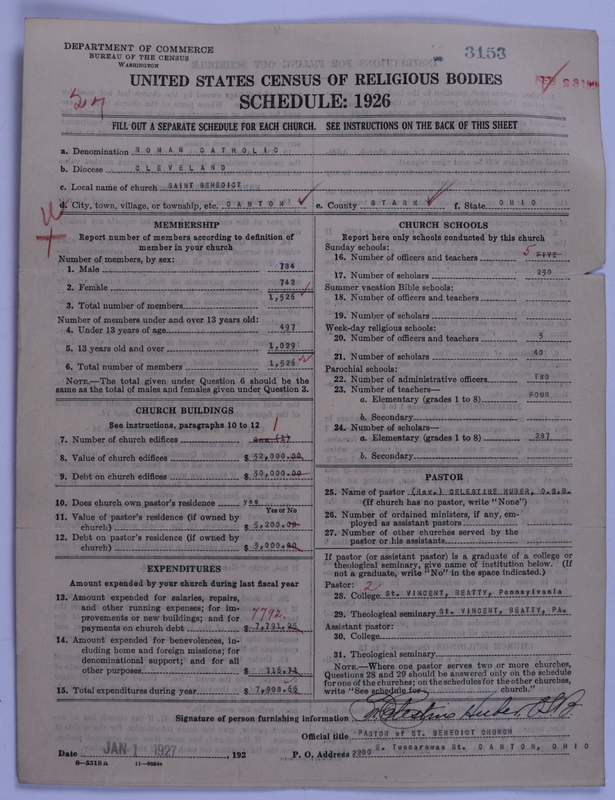 DEPARTMENT OF COMMERCE
BUREAU OF THE CENSUS
WASHINGTON
3153
UNITED STATES CENSUS OF RELIGIOUS BODIES
SCHEDULE: 1926
FILL OUT A SEPARATE SCHEDULE FOR EACH CHURCH. SEE INSTRUCTIONS ON THE BACK OF THIS SHEET
a. Denomination ROMAN CATHOLIC
b. Diocese CLEVELAND
c. Local name of church SAINT BENEDICT
d. City, town, village, or township, etc. CANTON e. County STARK f. State OHIO
MEMBERSHIP
Report number of members according to definition of
member in your church
Number of members, by sex:
1. Male 784
2. Female 742
3. Total number of members 1,526
Number of members under and over 13 years old:
4. Under 13 years of age 497
5. 13 years old and over 1,029
6. Total number of members 1,526
NOTE.—The total given under Question 6 should be
same as the total of males and females given under Question 3.
CHURCH BUILDINGS
See instructions, paragraphs 10 to 12
7. Number of church edifices One (1) 1
8. Value of church edifices $ 32,000.00
9. Debt on church edifices $ 30,000.00
10. Does church own pastor's residence yes
Yes or No
11. Value of pastor's residence (if owned by
church) $ 5,200.00
12. Debt on pastor's residence (if owned by
church) $ 3,000.00
EXPENDITURES
Amount expended by your church during last fiscal year
13. Amount expended for salaries, repairs,
and other running expenses; for im-
provements or new buildings; and for
payments on church debt 7792. $ 7,791.95
14. Amount expended for benevolences, in-
cluding home and foreign missions; for
denominational support; and for all
other purposes $
15. Total expenditures during year $
CHURCH SCHOOLS
Report here only schools conducted by this church
Sunday schools:
16. Number of officers and teachers 5 FIVE
17. Number of scholars 250
Summer vacation Bible schools:
18. Number of officers and teachers
19. Number of scholars
Week-day religious schools:
20. Number of officers and teachers 3
21. Number of scholars 40
Parochial schools:
22. Number of administrative officers TWO
23. Number of teachers—
a. Elementary (grades 1 to 8) FOUR
b. Secondary
24. Number of scholars—
a. Elementary (grades 1 to 8) 287
b. Secondary
PASTOR
25. Name of pastor (Rev.) CELESTINE HUBER, O.S.B.
(If church has no pastor, write "None")
26. Number of ordained ministers, if any, em-
ployed as assistant pastors
27. Number of other churches served by the
pastor or his assistants
If pastor (or assistant pastor) is a graduate of a college or
theological seminary, give name of institution below. (If
not a graduate, write "No" in the space indicated.)
Pastor: 2
28. College St. VINCENT, BEATTY, Pennsylvania
29. Theological seminary St. VINCENT, BEATTY, PA.
Assistant pastor:
30. College
31. Theological seminary
NOTE.—Where one pastor serves two or more churches,
Questions 28 and 29 should be answered only on the schedule
for one of the churches; on the schedules for the other churches,
write "See schedule for church."
Signature of person furnishing information Celestine Huber OSB
Official title PASTOR of ST. BENEDICT CHURCH
Date JAN 1 1927, 192 P. O. Address 2290 E. Tuscarawas St. CANTON, OHIO
8—5518 a